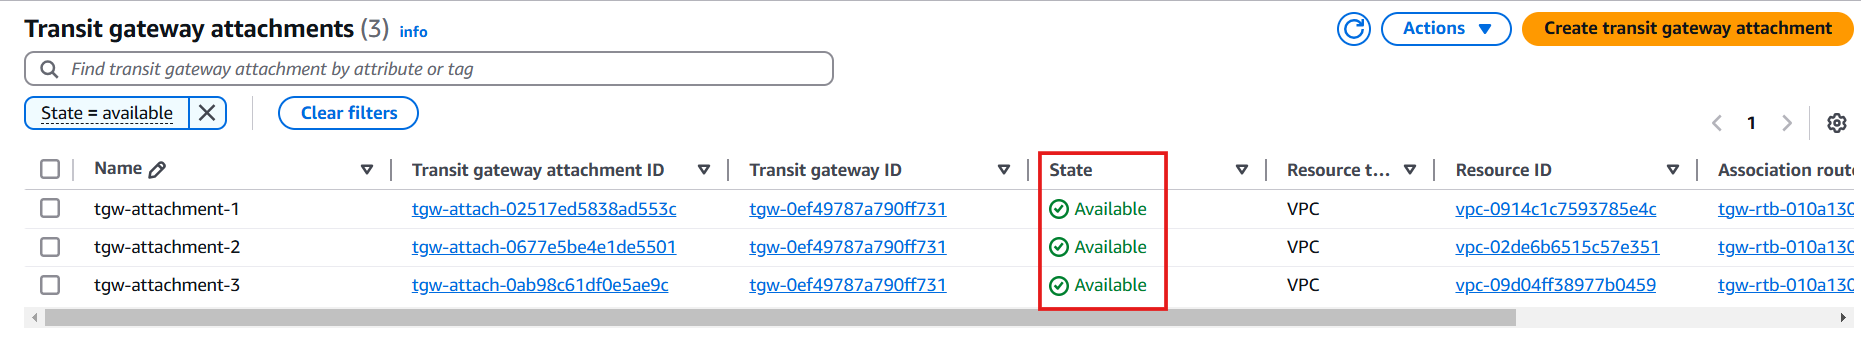 Transit gateway attachments (3) info
Actions
Create transit gateway attachment
Find transit gateway attachment by attribute or tag
State = available
Clear filters
1
Name Transit gateway attachment ID Transit gateway ID State Resource t... Resource ID Association route
tgw-attachment-1 tgw-attach-02517ed5838ad553c tgw-0ef49787a790ff731 Available VPC vpc-0914c1c7593785e4c tgw-rtb-010a130
tgw-attachment-2 tgw-attach-0677e5be4e1de5501 tgw-0ef49787a790ff731 Available VPC vpc-02de6b6515c57e351 tgw-rtb-010a130
tgw-attachment-3 tgw-attach-0ab98c61df0e5ae9c tgw-0ef49787a790ff731 Available VPC vpc-09d04ff38977b0459 tgw-rtb-010a130